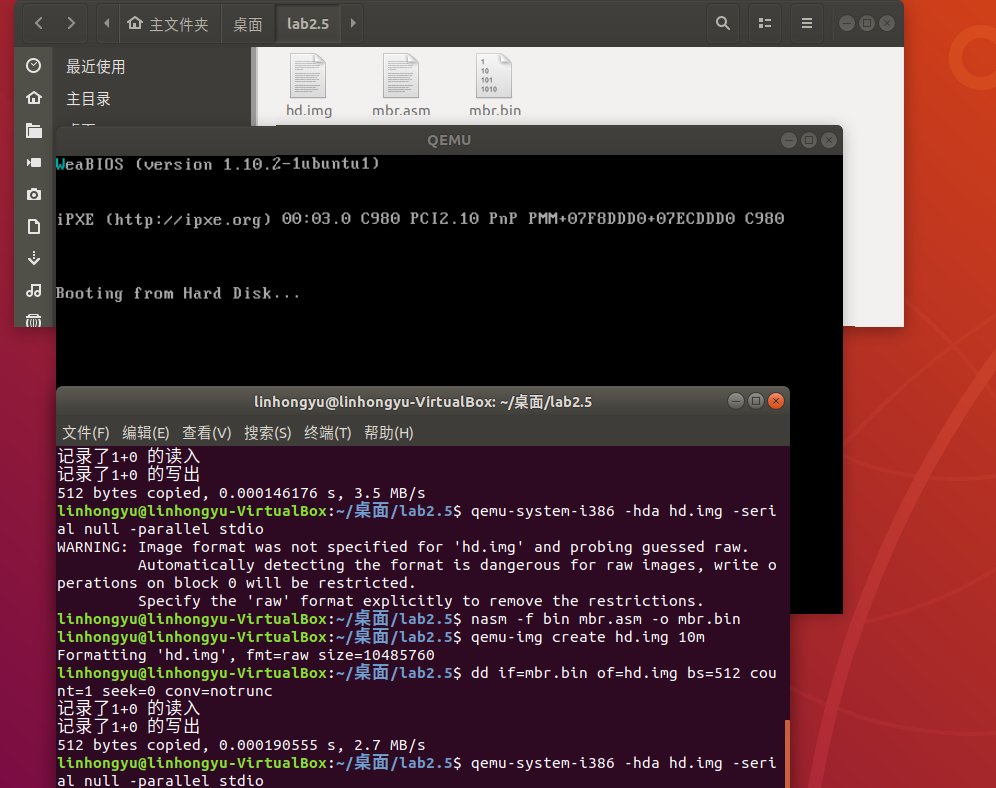 主文件夹 桌面 lab2.5
最近使用
主目录
hd.img mbr.asm mbr.bin
1
10
101
1010
QEMU
WeaBIOS (version 1.10.2-1ubuntu1)
iPXE (http://ipxe.org) 00:03.0 C980 PCI2.10 PnP PMM+07F8DDD0+07ECDDD0 C980
Booting from Hard Disk...
linhongyu@linhongyu-VirtualBox: ~/桌面/lab2.5
文件(F) 编辑(E) 查看(V) 搜索(S) 终端(T) 帮助(H)
记录了1+0 的读入
记录了1+0 的写出
512 bytes copied, 0.000146176 s, 3.5 MB/s
linhongyu@linhongyu-VirtualBox:~/桌面/lab2.5$ qemu-system-i386 -hda hd.img -seri
al null -parallel stdio
WARNING: Image format was not specified for 'hd.img' and probing guessed raw.
         Automatically detecting the format is dangerous for raw images, write o
perations on block 0 will be restricted.
         Specify the 'raw' format explicitly to remove the restrictions.
linhongyu@linhongyu-VirtualBox:~/桌面/lab2.5$ nasm -f bin mbr.asm -o mbr.bin
linhongyu@linhongyu-VirtualBox:~/桌面/lab2.5$ qemu-img create hd.img 10m
Formatting 'hd.img', fmt=raw size=10485760
linhongyu@linhongyu-VirtualBox:~/桌面/lab2.5$ dd if=mbr.bin of=hd.img bs=512 cou
nt=1 seek=0 conv=notrunc
记录了1+0 的读入
记录了1+0 的写出
512 bytes copied, 0.000190555 s, 2.7 MB/s
linhongyu@linhongyu-VirtualBox:~/桌面/lab2.5$ qemu-system-i386 -hda hd.img -seri
al null -parallel stdio